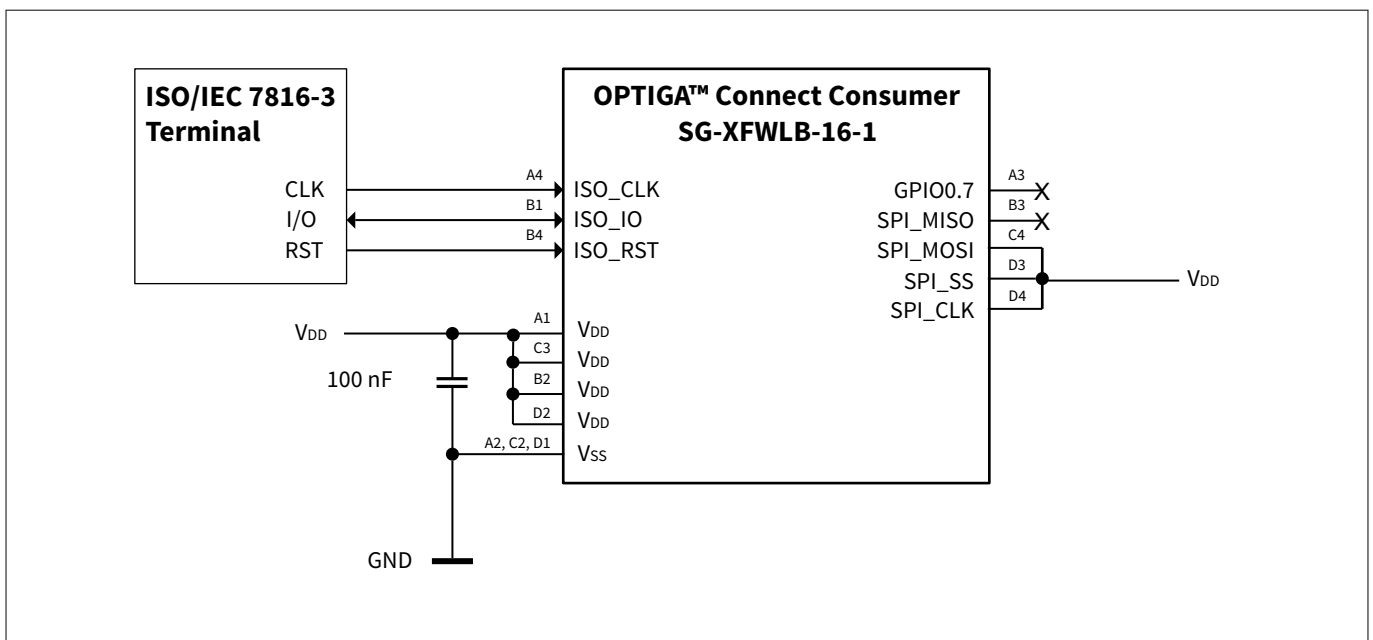 ISO/IEC 7816-3
Terminal
CLK
I/O
RST
OPTIGA™ Connect Consumer
SG-XFWLB-16-1
A4
ISO_CLK
B1
ISO_IO
B4
ISO_RST
A3
GPIO0.7
B3
SPI_MISO
C4
SPI_MOSI
D3
SPI_SS
D4
SPI_CLK
VDD
VDD
100 nF
A1
VDD
C3
VDD
B2
VDD
D2
VDD
A2, C2, D1
VSS
GND